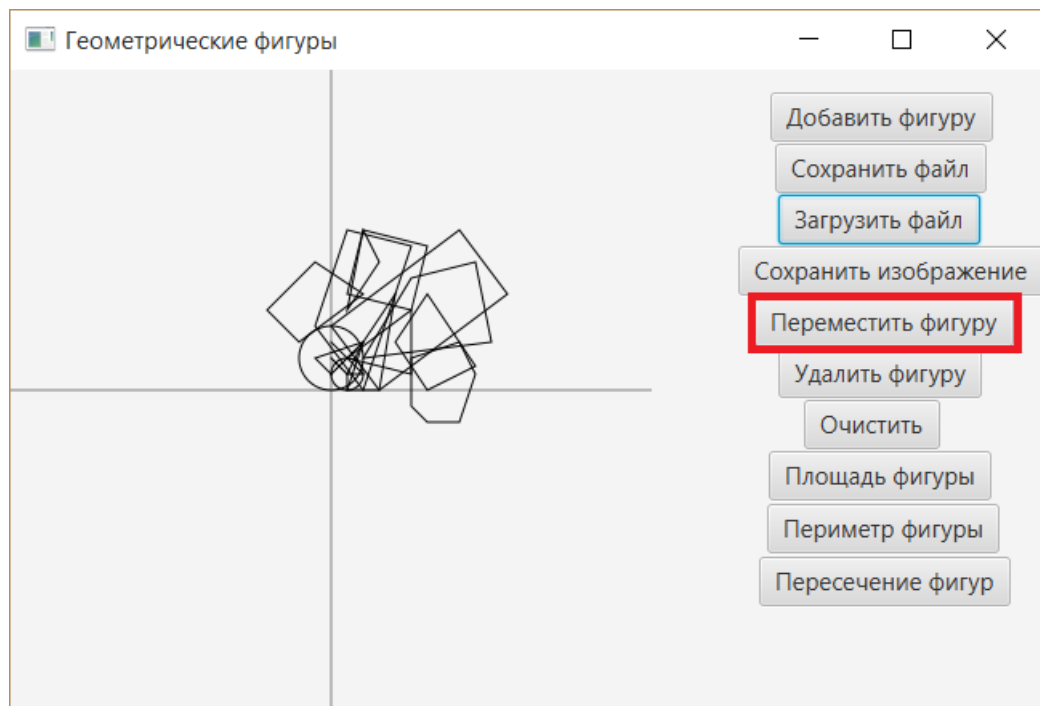 Геометрические фигуры
Добавить фигуру
Сохранить файл
Загрузить файл
Сохранить изображение
Переместить фигуру
Удалить фигуру
Очистить
Площадь фигуры
Периметр фигуры
Пересечение фигур